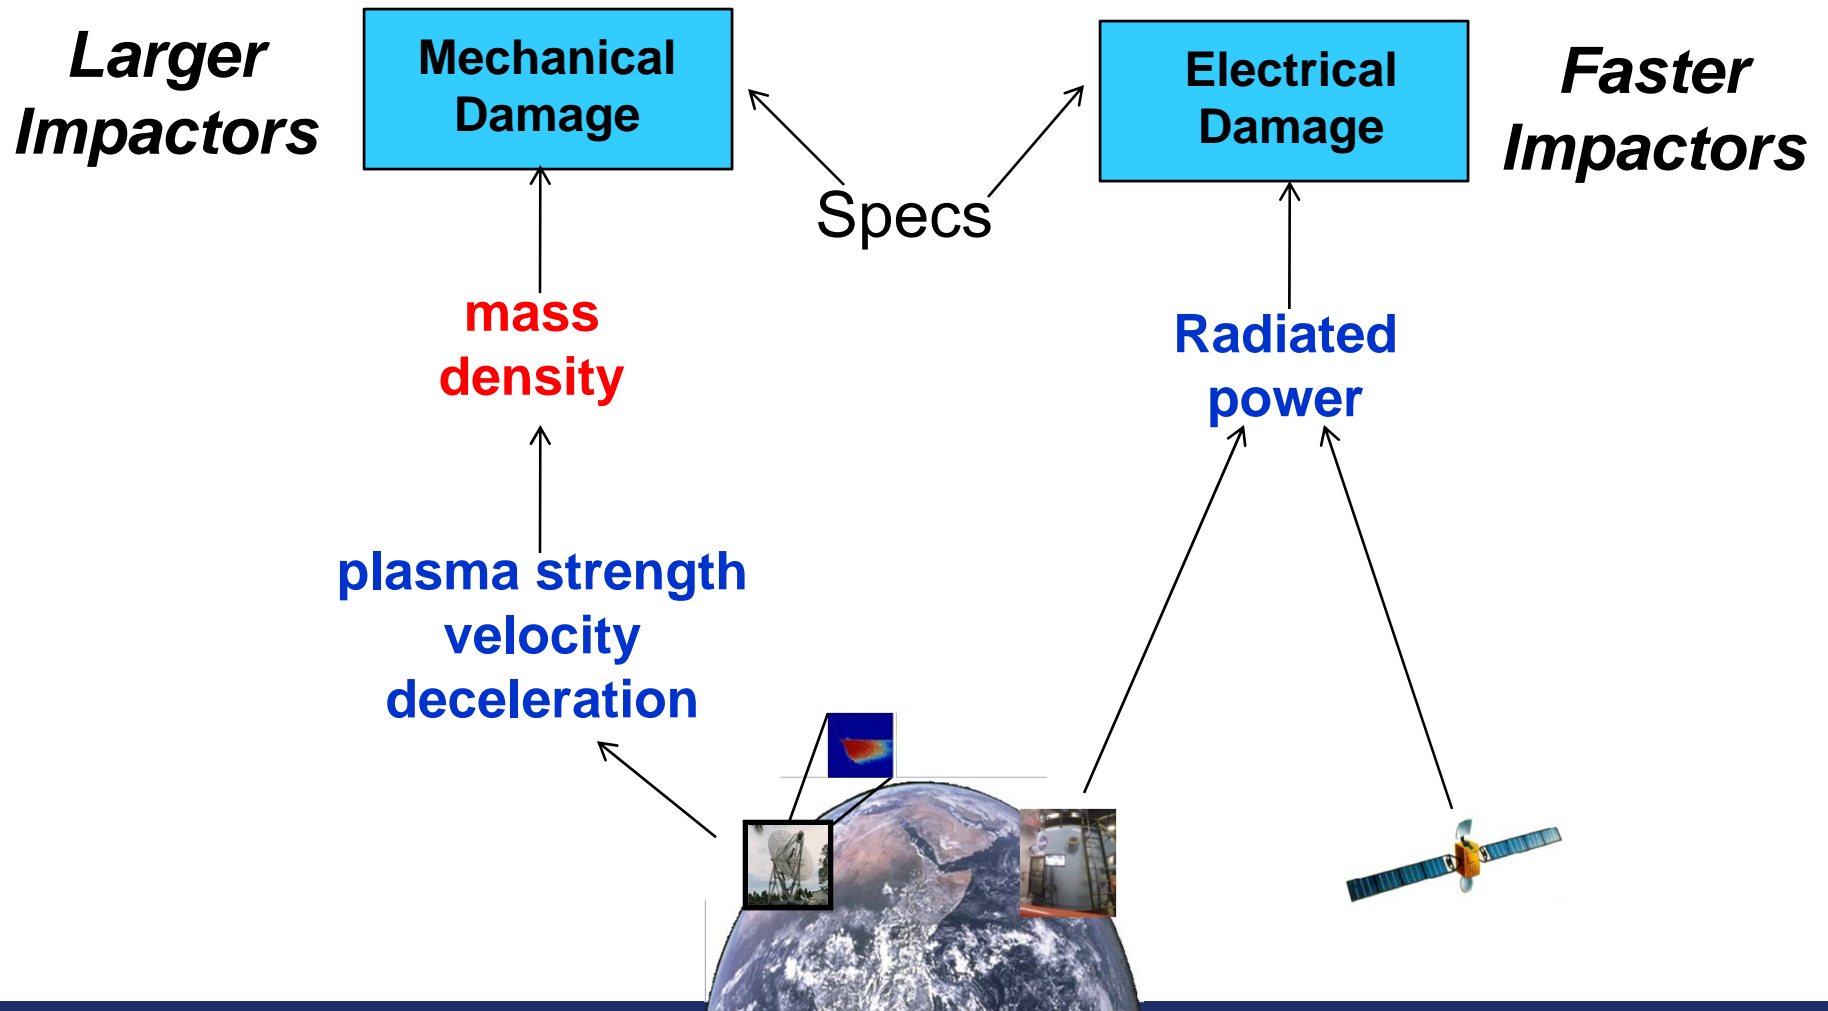 Larger
Impactors
Mechanical
Damage
Electrical
Damage
Faster
Impactors
Specs
mass
density
Radiated
power
plasma strength
velocity
deceleration